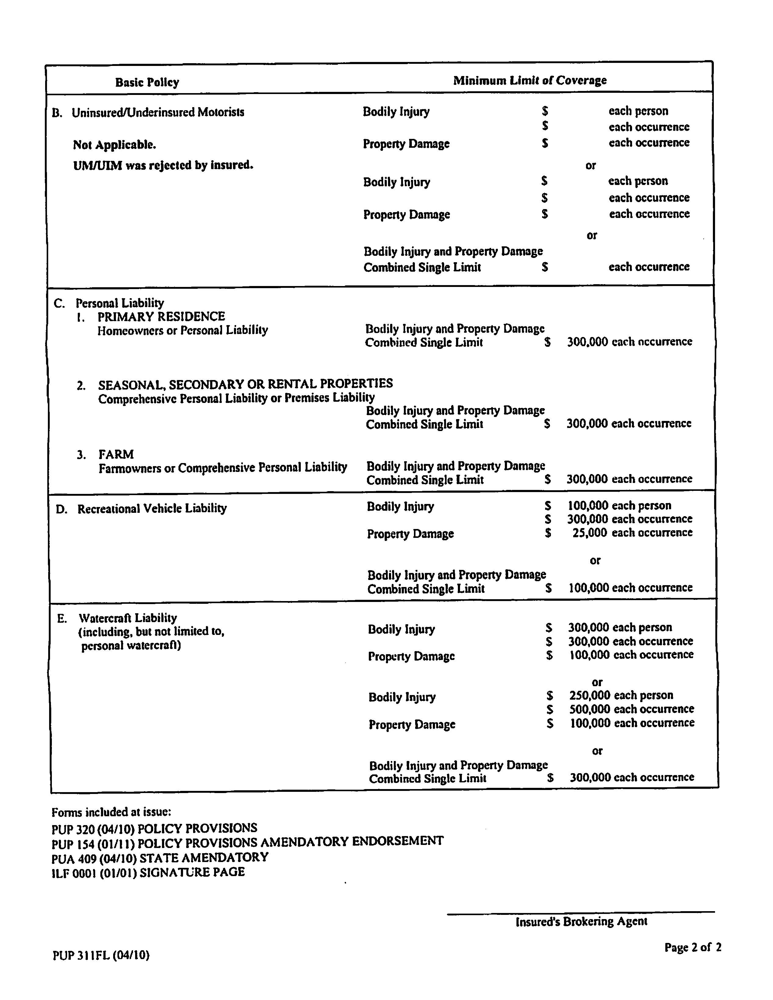 Basic Policy Minimum Limit of Coverage
B. Uninsured/Underinsured Motorists Bodily Injury $ each person
$ each occurrence
Not Applicable. Property Damage $ each occurrence
UM/UIM was rejected by insured. or
Bodily Injury $ each person
$ each occurrence
Property Damage $ each occurrence
or
Bodily Injury and Property Damage
Combined Single Limit $ each occurrence
C. Personal Liability
1. PRIMARY RESIDENCE
Homeowners or Personal Liability Bodily Injury and Property Damage
Combined Single Limit $ 300,000 each occurrence
2. SEASONAL, SECONDARY OR RENTAL PROPERTIES
Comprehensive Personal Liability or Premises Liability
Bodily Injury and Property Damage
Combined Single Limit $ 300,000 each occurrence
3. FARM
Farmowners or Comprehensive Personal Liability Bodily Injury and Property Damage
Combined Single Limit $ 300,000 each occurrence
D. Recreational Vehicle Liability Bodily Injury $ 100,000 each person
$ 300,000 each occurrence
Property Damage $ 25,000 each occurrence
or
Bodily Injury and Property Damage
Combined Single Limit $ 100,000 each occurrence
E. Watercraft Liability
(including, but not limited to, Bodily Injury $ 300,000 each person
personal watercraft) $ 300,000 each occurrence
Property Damage $ 100,000 each occurrence
or
Bodily Injury $ 250,000 each person
$ 500,000 each occurrence
Property Damage $ 100,000 each occurrence
or
Bodily Injury and Property Damage
Combined Single Limit $ 300,000 each occurrence
Forms included at issue:
PUP 320 (04/10) POLICY PROVISIONS
PUP 154 (01/11) POLICY PROVISIONS AMENDATORY ENDORSEMENT
PUA 409 (04/10) STATE AMENDATORY
ILF 0001 (01/01) SIGNATURE PAGE
Insured's Brokering Agent
Page 2 of 2
PUP 311FL (04/10)